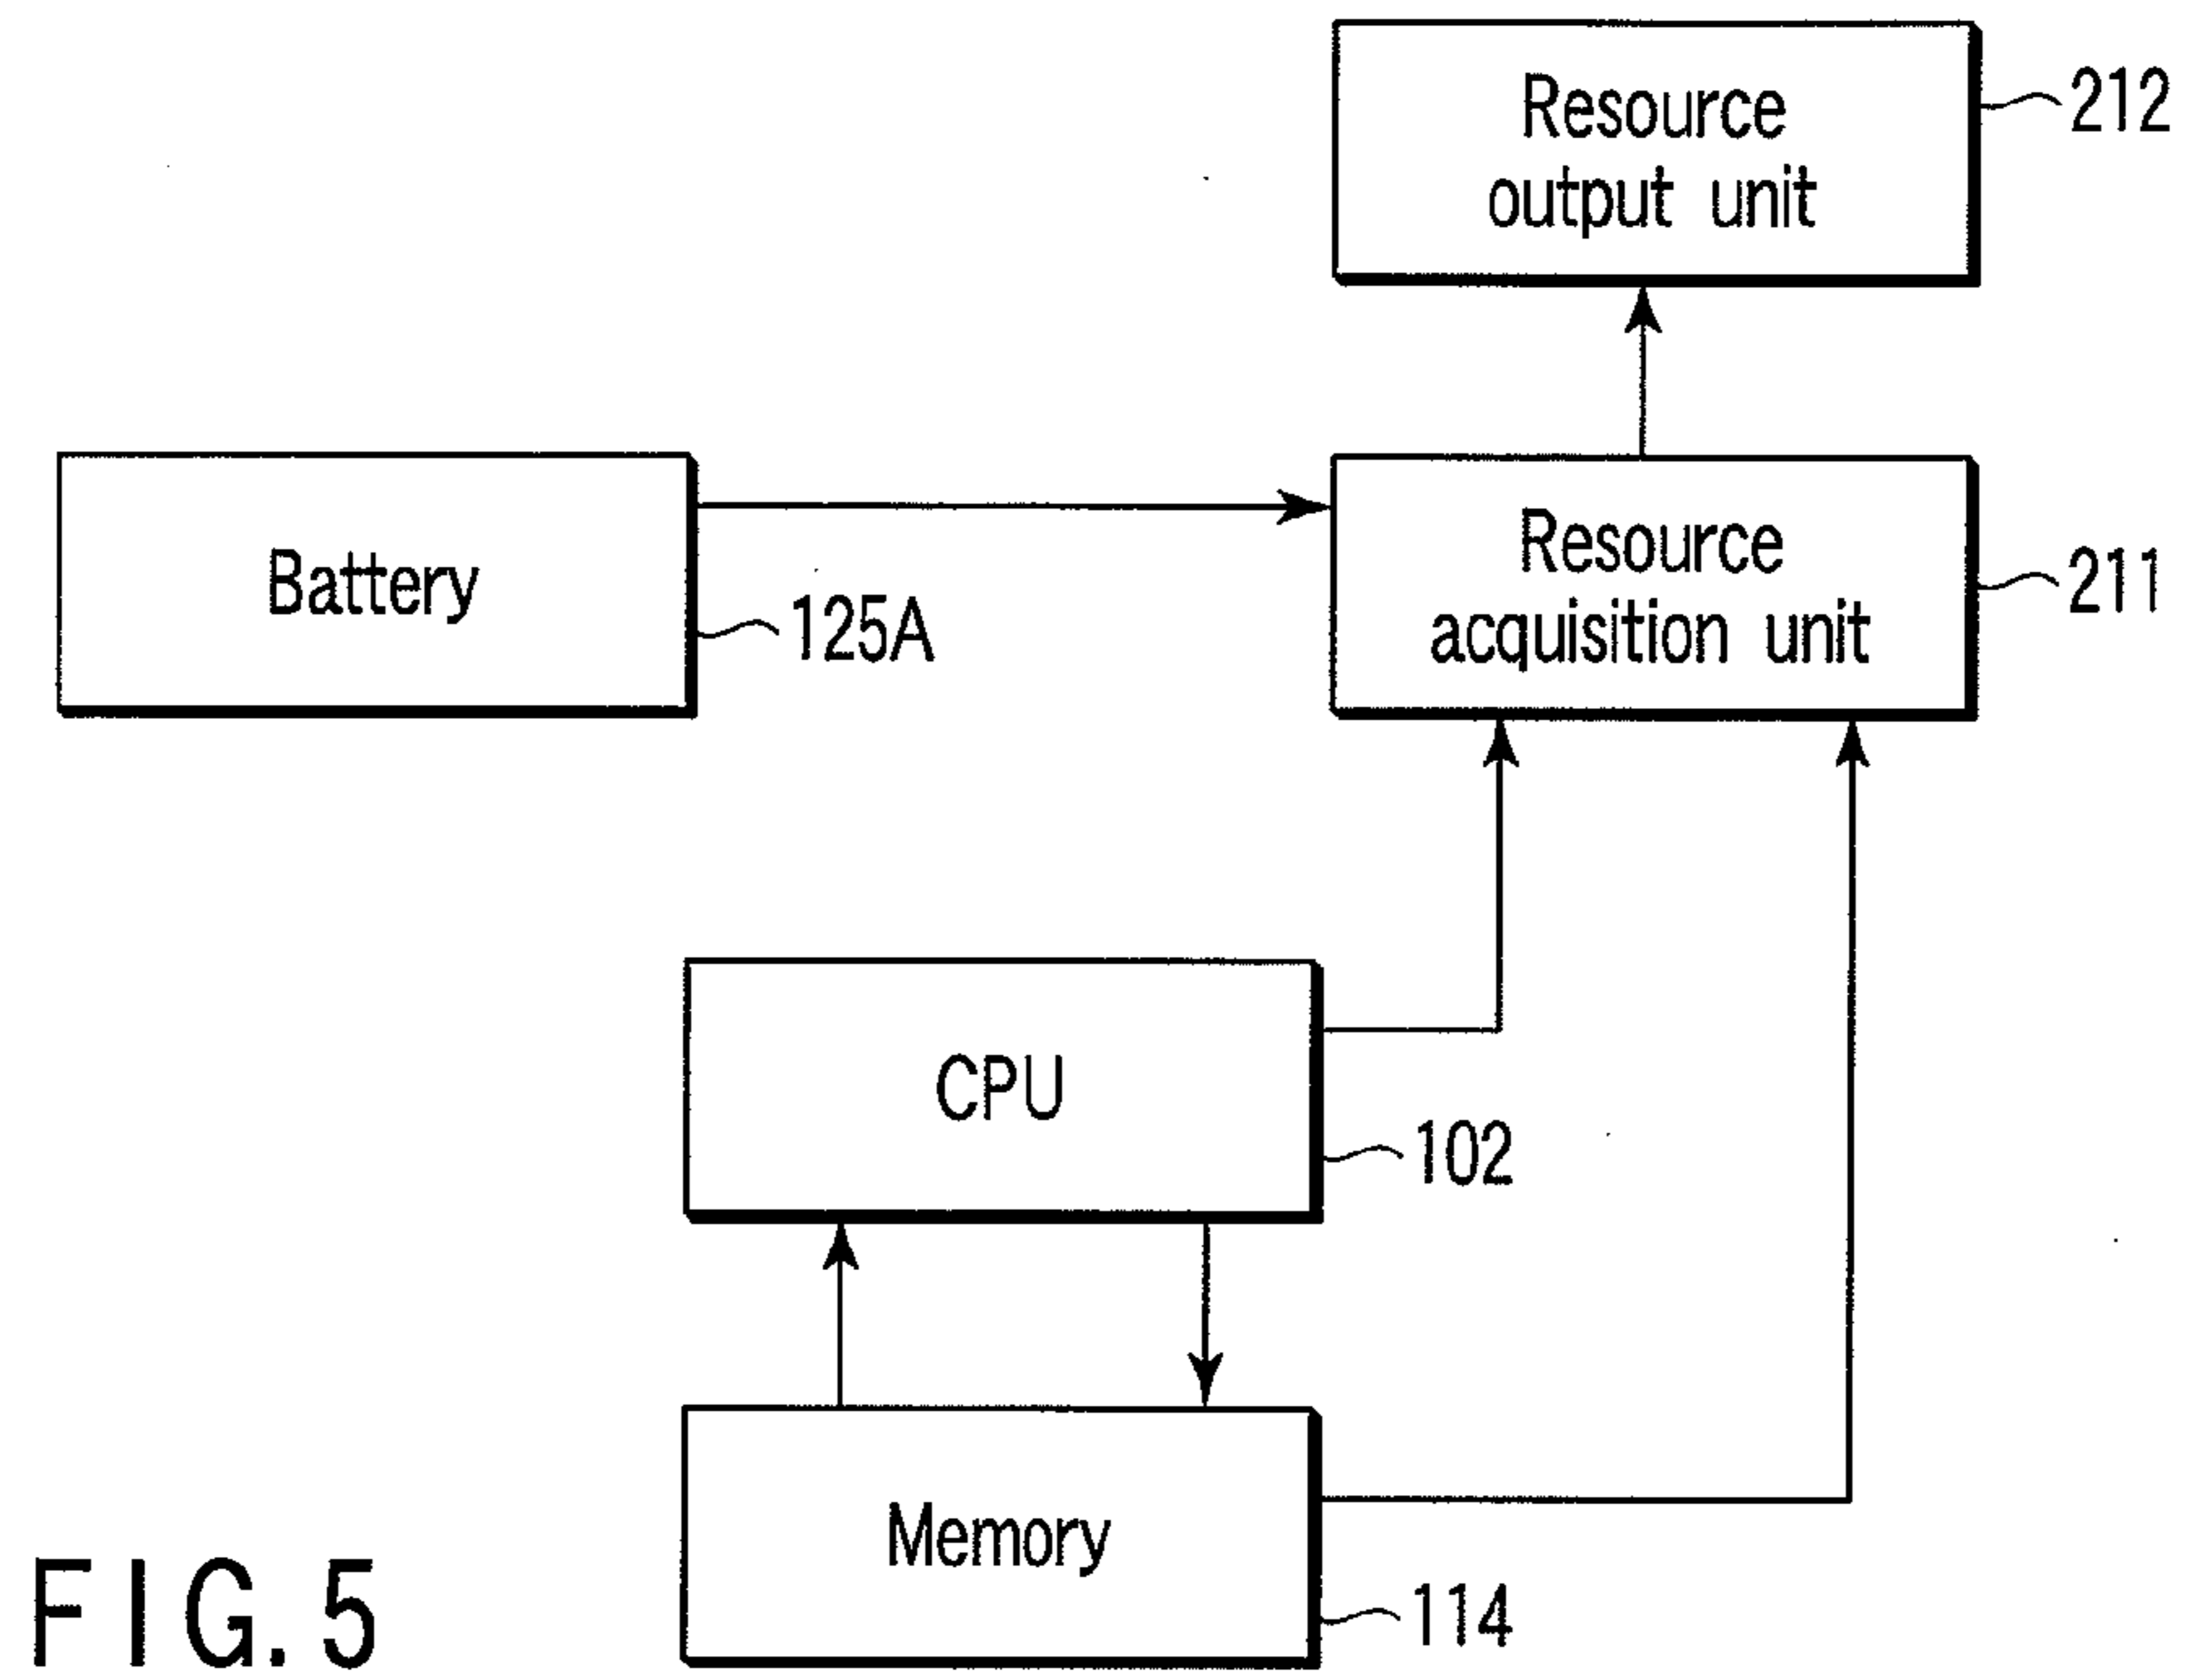 Resource
output unit
212
Battery
125A
Resource
acquisition unit
211
CPU
102
Memory
114
FIG. 5